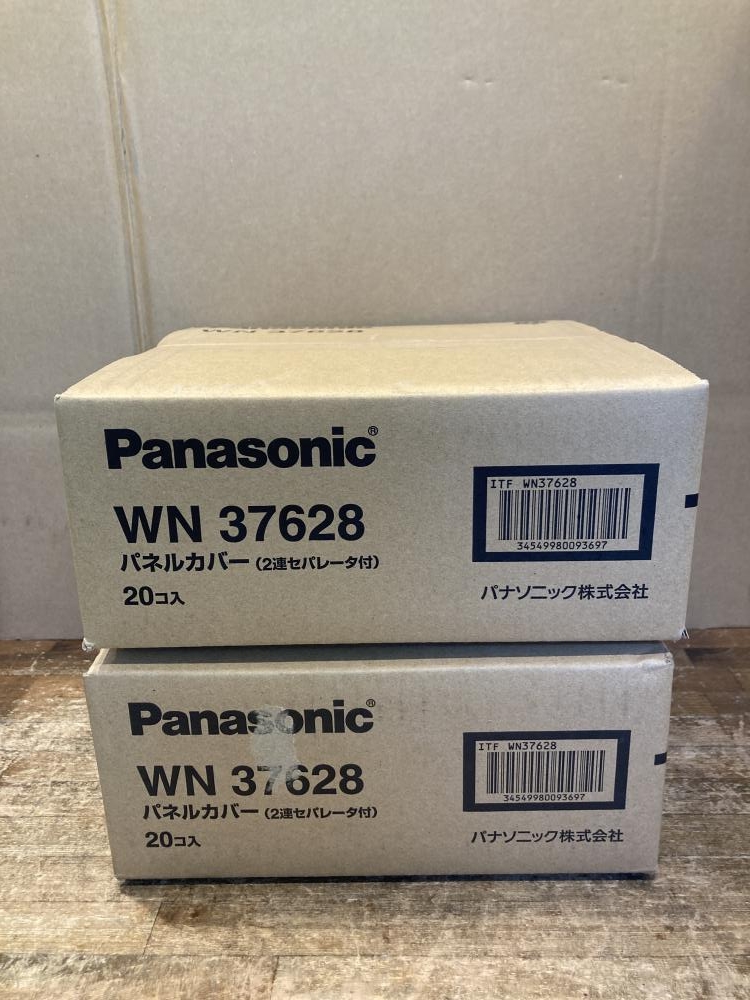 WN 37628
Panasonic®
WN 37628
パネルカバー(2連セパレータ付)
20コ入
ITF WN37628
34549980093697
パナソニック株式会社
Panasonic®
WN 37628
パネルカバー(2連セパレータ付)
20コ入
ITF WN37628
34549980093697
パナソニック株式会社